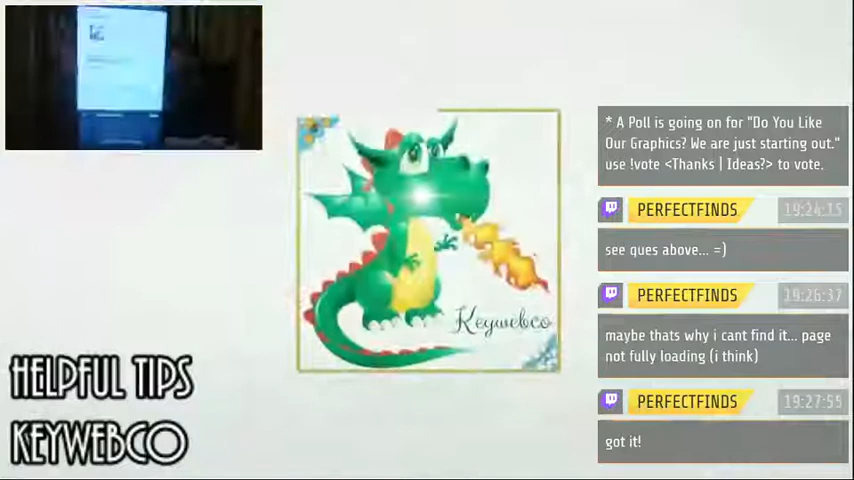 * A Poll is going on for "Do You Like
Our Graphics? We are just starting out."
use !vote <Thanks | Ideas?> to vote.
PERFECTFINDS 19:24:15
see ques above... =)
PERFECTFINDS 19:26:37
maybe thats why i cant find it... page
not fully loading (i think)
PERFECTFINDS 19:27:55
got it!
Keywebco
HELPFUL TIPS
KEYWEBCO